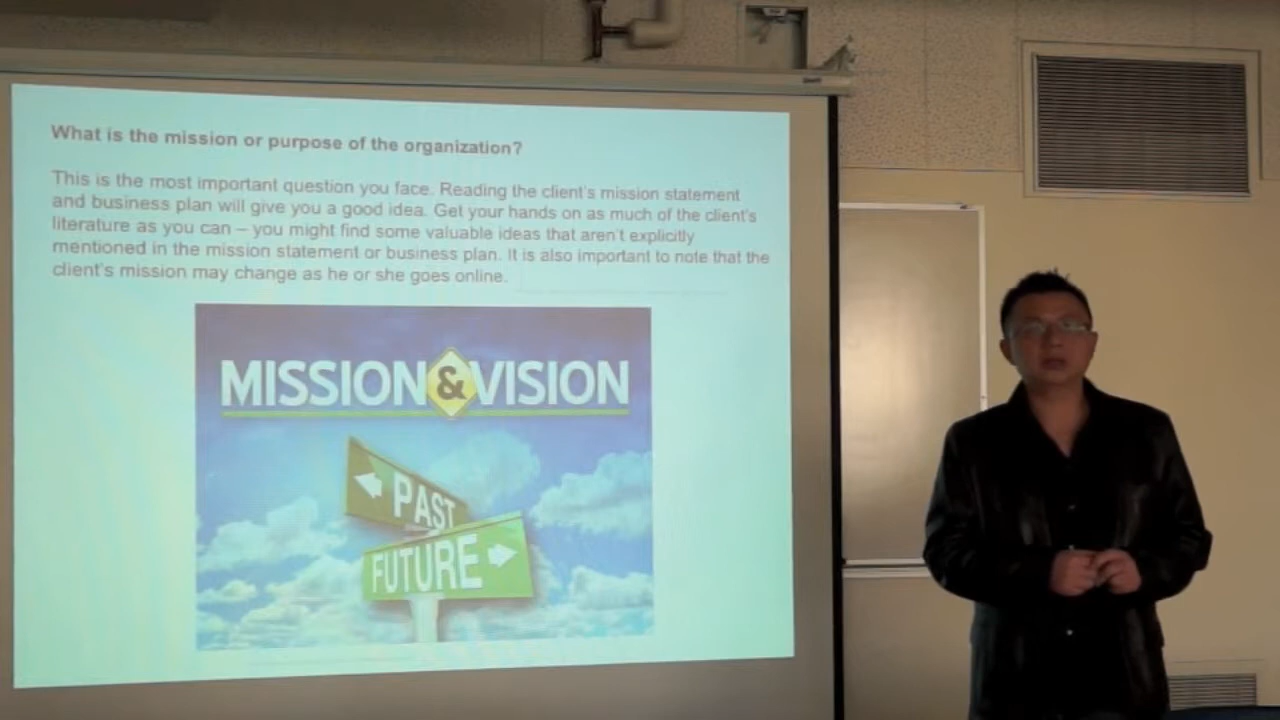 What is the mission or purpose of the organization?
This is the most important question you face. Reading the client's mission statement
and business plan will give you a good idea. Get your hands on as much of the client's
literature as you can – you might find some valuable ideas that aren't explicitly
mentioned in the mission statement or business plan. It is also important to note that the
client's mission may change as he or she goes online.
MISSION & VISION
PAST
FUTURE